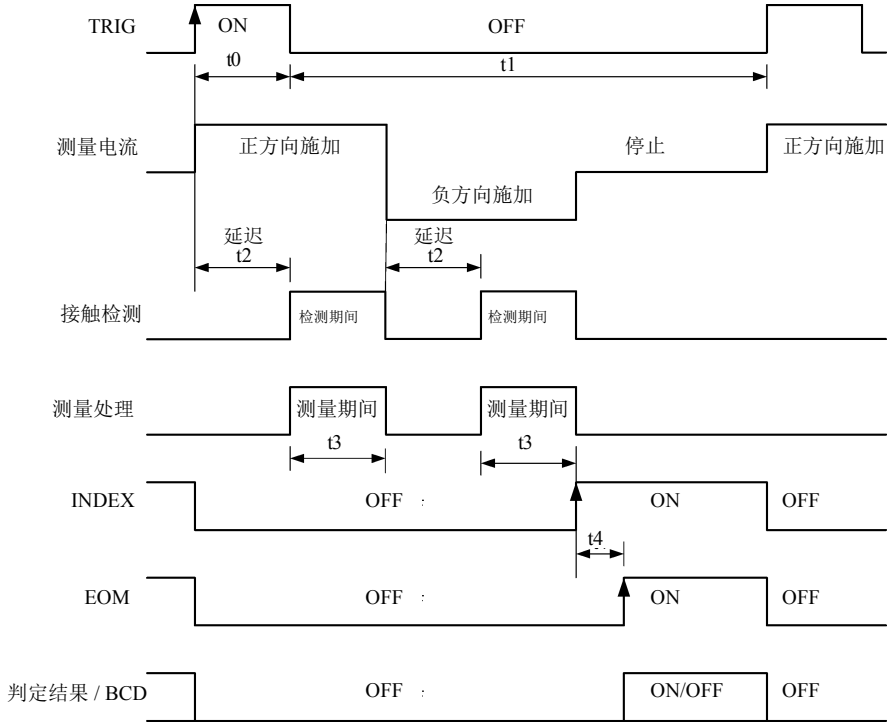 TRIG ON OFF
t0 t1
测量电流 正方向施加 停止 正方向施加
负方向施加
延迟 延迟
t2 t2
接触检测 检测期间 检测期间
测量处理 测量期间 测量期间
t3 t3
INDEX OFF ON OFF
t4
EOM OFF ON OFF
判定结果 / BCD OFF ON/OFF OFF